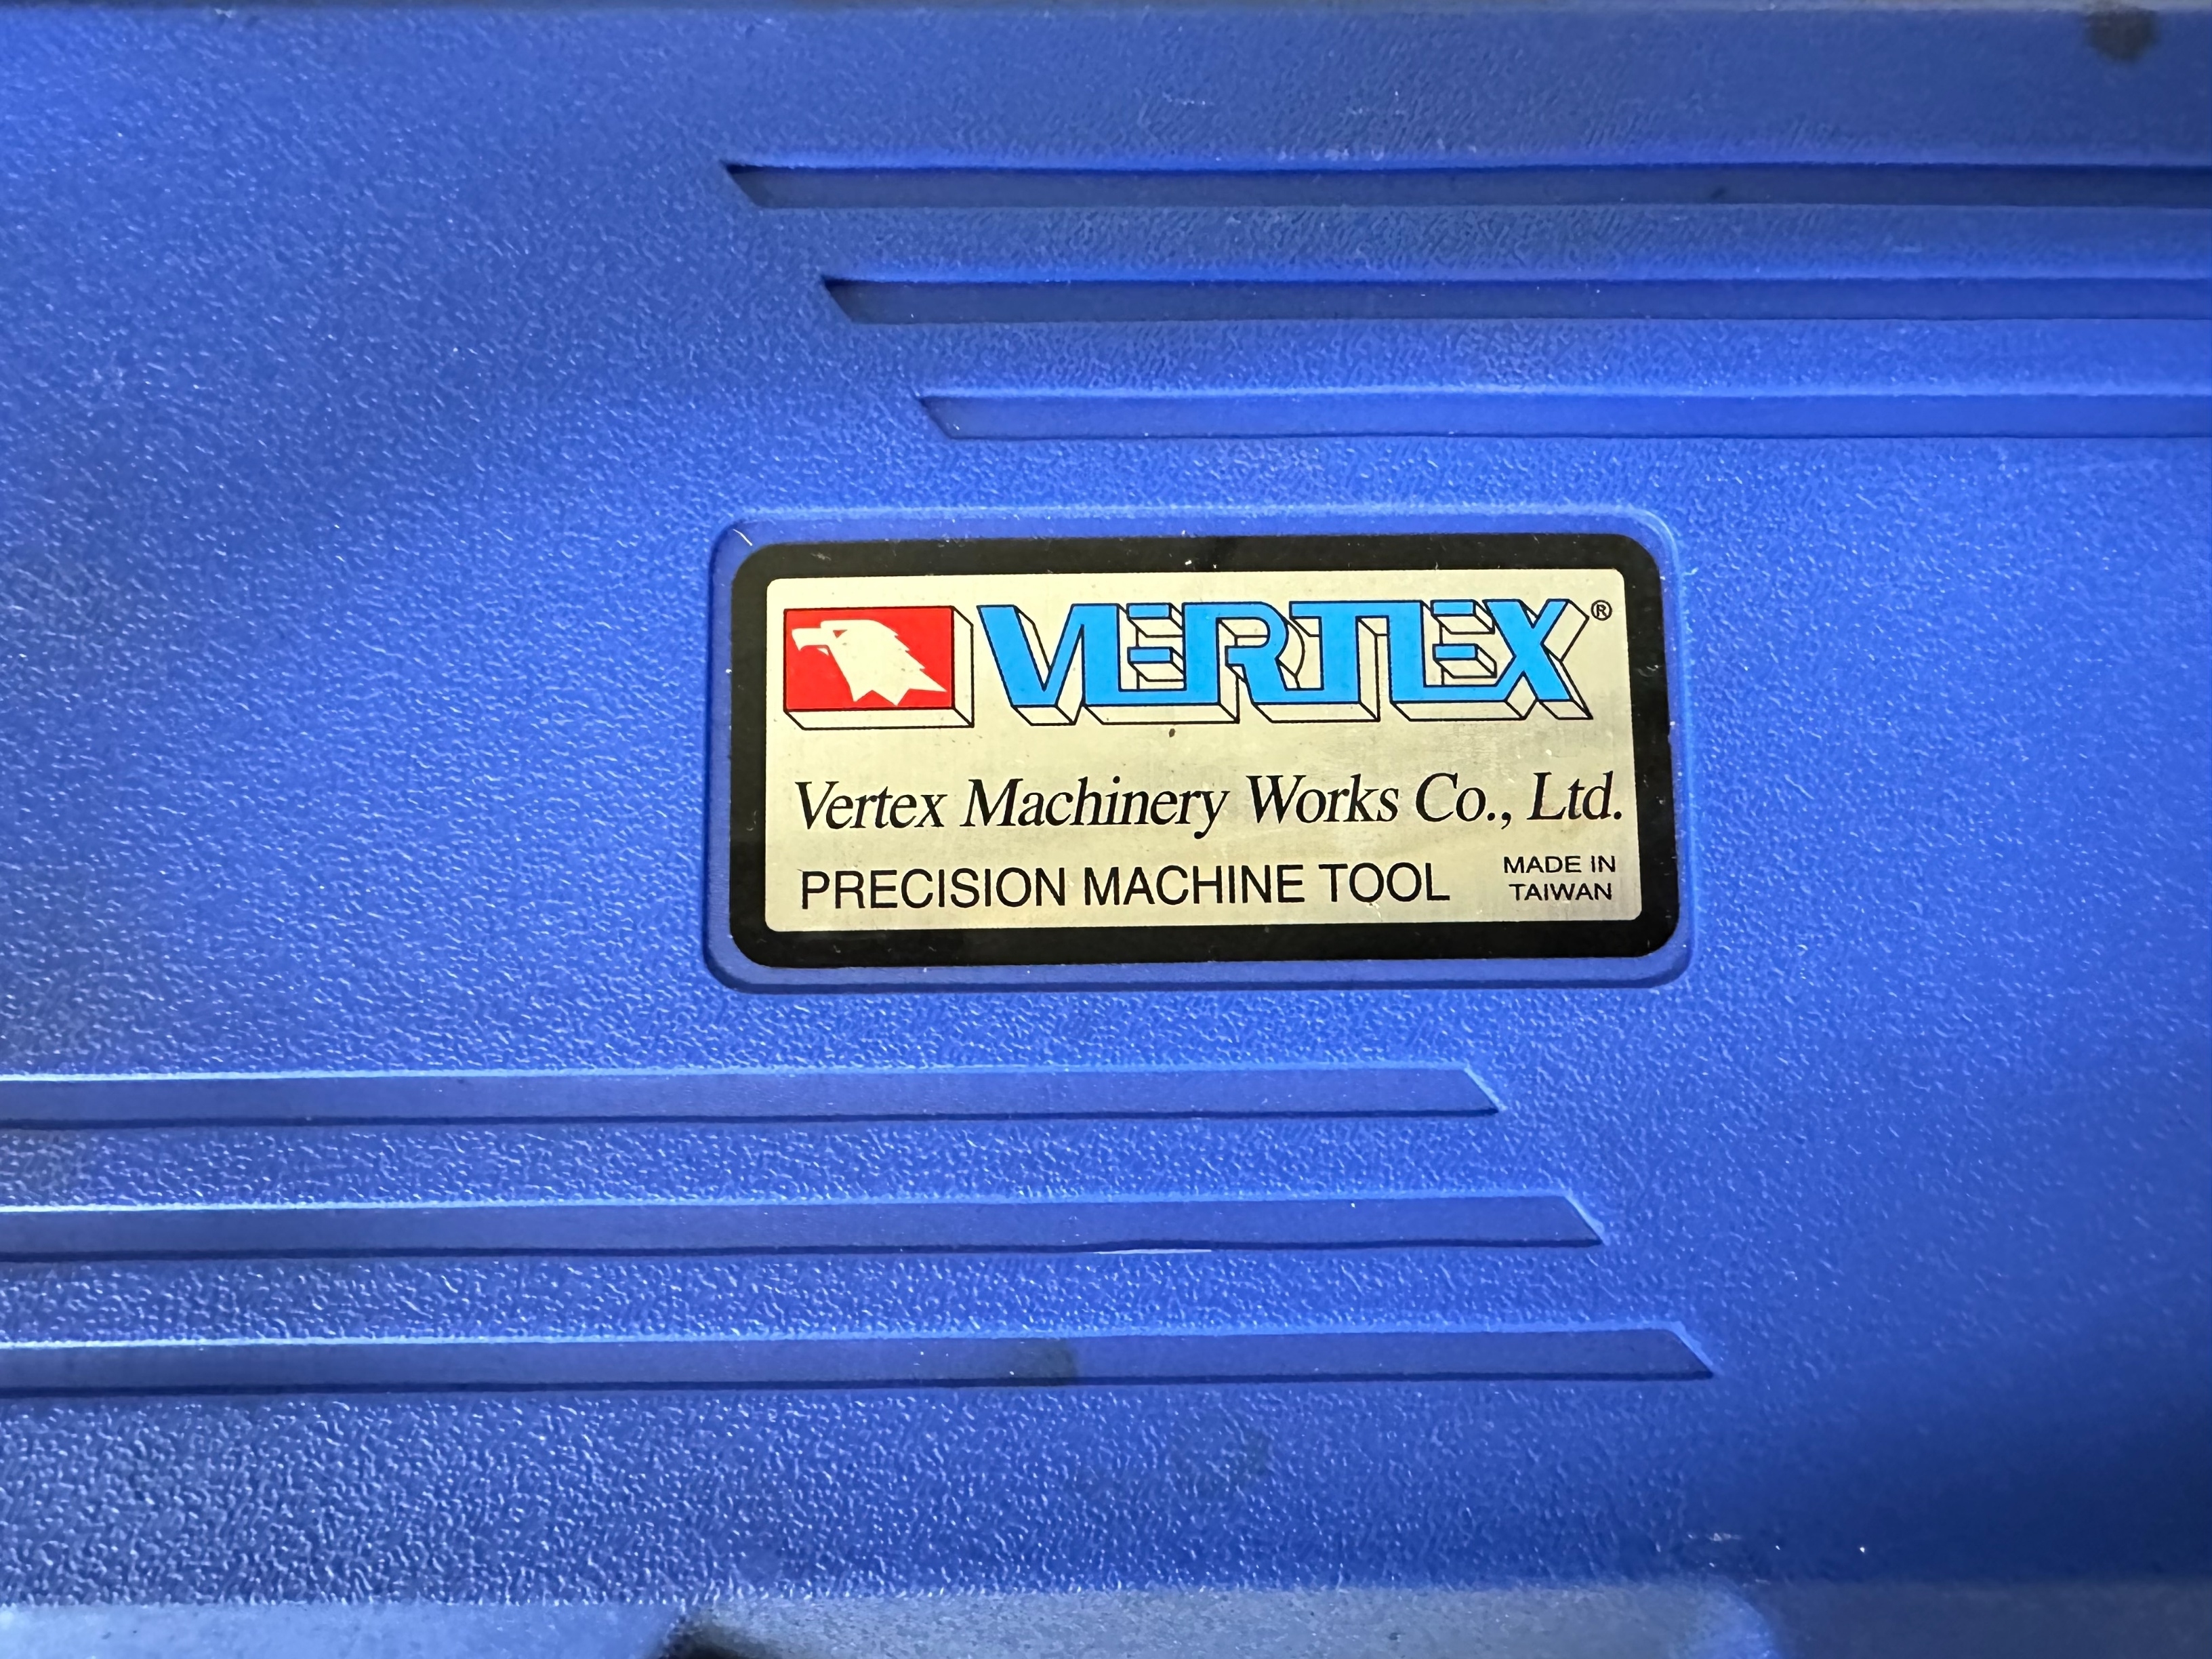 VERTEX®
Vertex Machinery Works Co., Ltd.
PRECISION MACHINE TOOL
MADE IN
TAIWAN